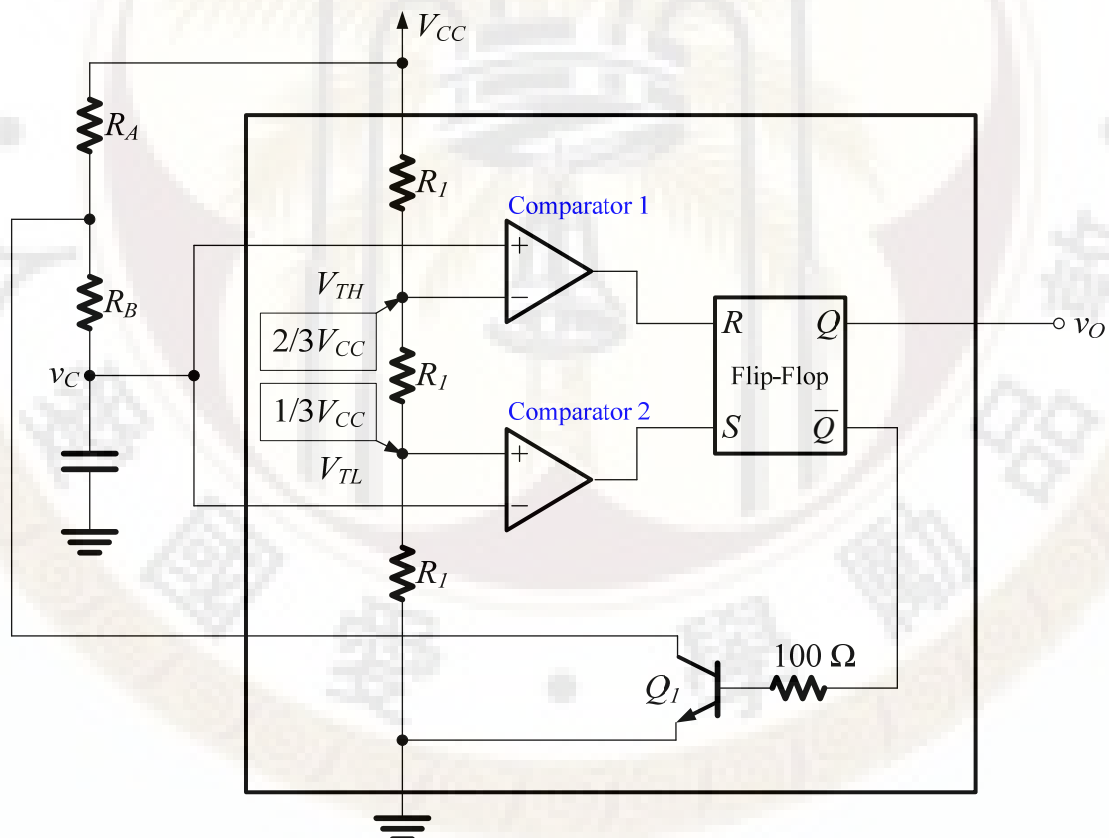 V_CC
R_A
R_1
Comparator 1
+
V_TH
−
R_B
2/3V_CC
R
Q
v_O
v_C
R_1
Flip-Flop
1/3V_CC
Comparator 2
S
Q̅
V_TL
+
−
R_1
100 Ω
Q_1